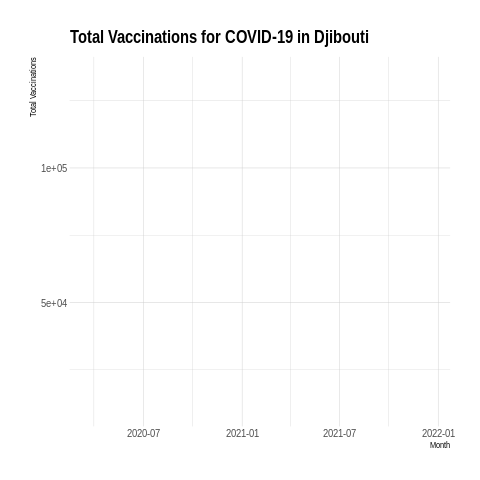 Total Vaccinations for COVID-19 in Djibouti
Total Vaccinations
1e+05
5e+04
2020-07 2021-01 2021-07 2022-01
Month